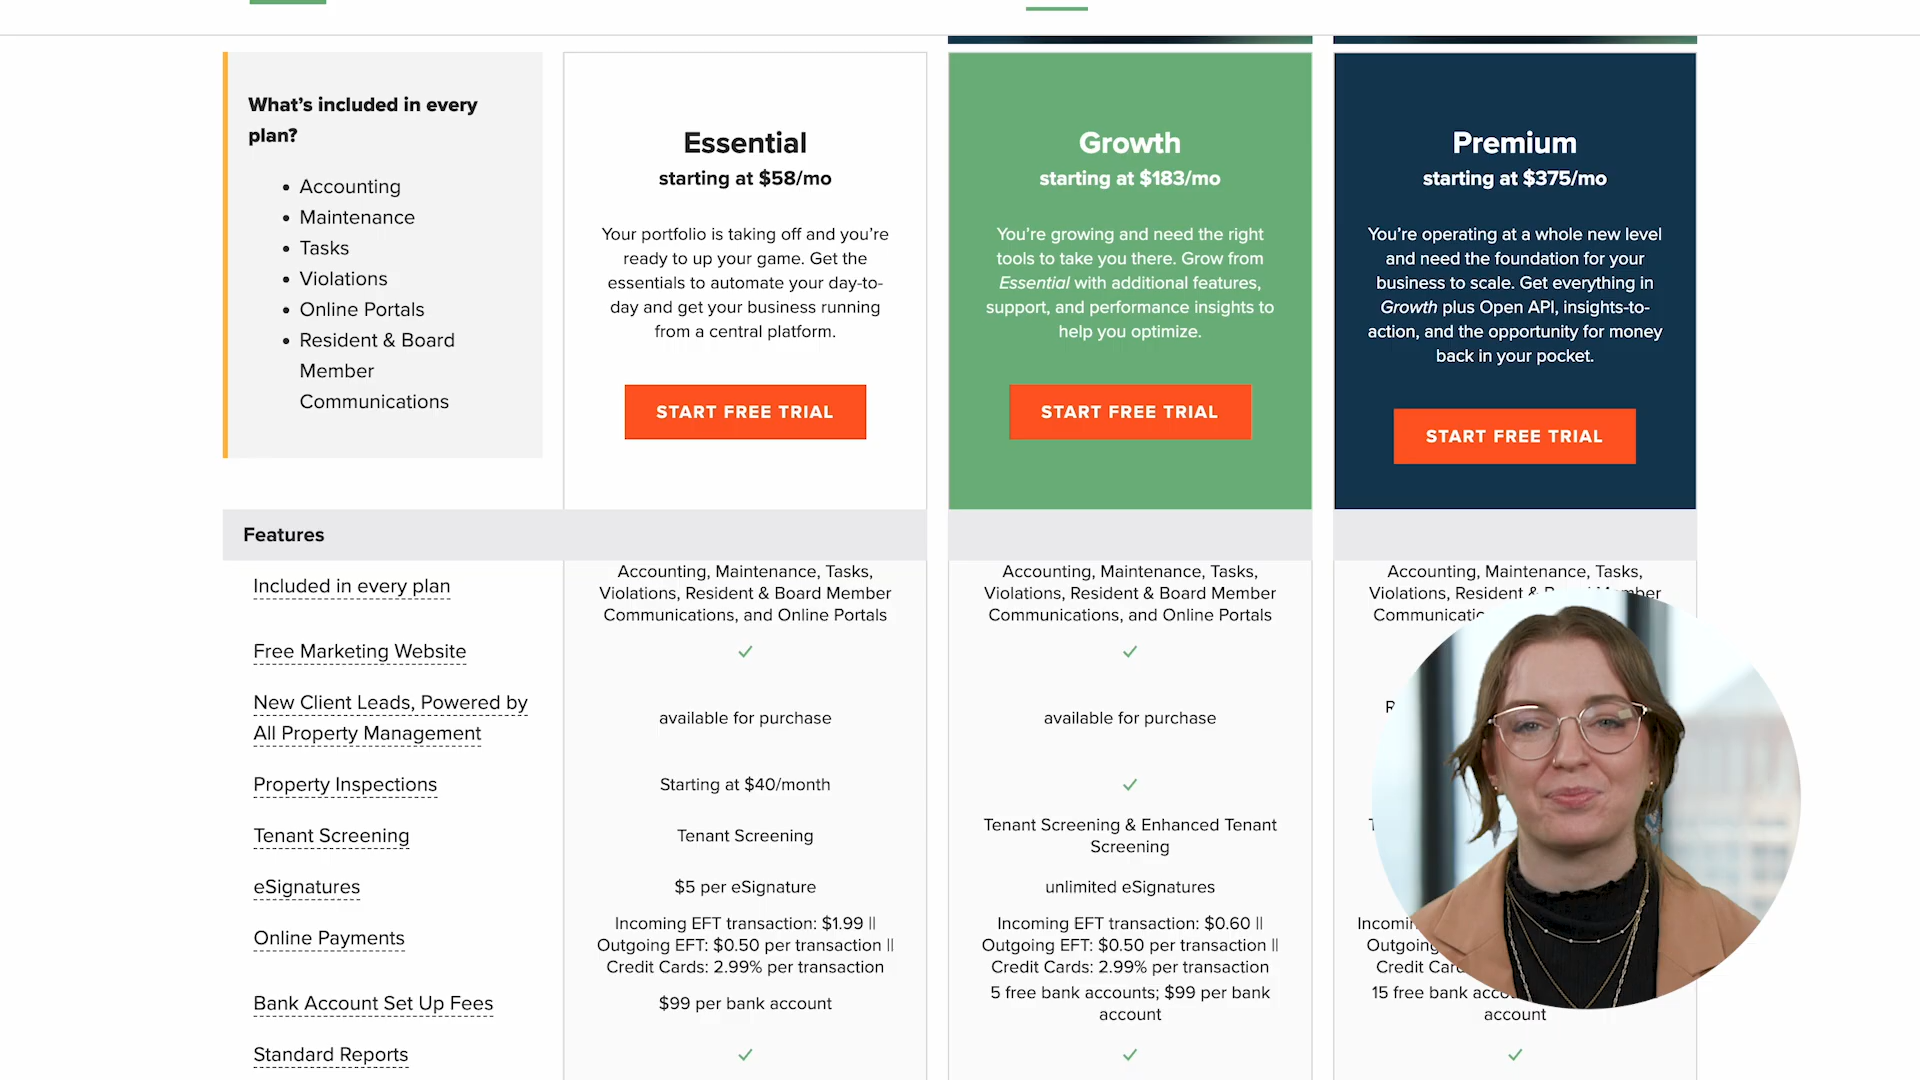 What's included in every
plan?
Accounting
Maintenance
Tasks
Violations
Online Portals
Resident & Board
Member
Communications
Essential
starting at $58/mo
Your portfolio is taking off and you're
ready to up your game. Get the
essentials to automate your day-to-
day and get your business running
from a central platform.
START FREE TRIAL
Growth
starting at $183/mo
You're growing and need the right
tools to take you there. Grow from
Essential with additional features,
support, and performance insights to
help you optimize.
START FREE TRIAL
Premium
starting at $375/mo
You're operating at a whole new level
and need the foundation for your
business to scale. Get everything in
Growth plus Open API, insights-to-
action, and the opportunity for money
back in your pocket.
START FREE TRIAL
Features
Included in every plan
Accounting, Maintenance, Tasks,
Violations, Resident & Board Member
Communications, and Online Portals
Accounting, Maintenance, Tasks,
Violations, Resident & Board Member
Communications, and Online Portals
Accounting, Maintenance, Tasks,
Violations, Resident &
Free Marketing Website
New Client Leads, Powered by
All Property Management
available for purchase
available for purchase
Property Inspections
Starting at $40/month
Tenant Screening
Tenant Screening
Tenant Screening & Enhanced Tenant
Screening
eSignatures
$5 per eSignature
unlimited eSignatures
Online Payments
Incoming EFT transaction: $1.99 ||
Outgoing EFT: $0.50 per transaction ||
Credit Cards: 2.99% per transaction
Incoming EFT transaction: $0.60 ||
Outgoing EFT: $0.50 per transaction ||
Credit Cards: 2.99% per transaction
Credit
Bank Account Set Up Fees
$99 per bank account
5 free bank accounts; $99 per bank
account
15 free bank
account
Standard Reports